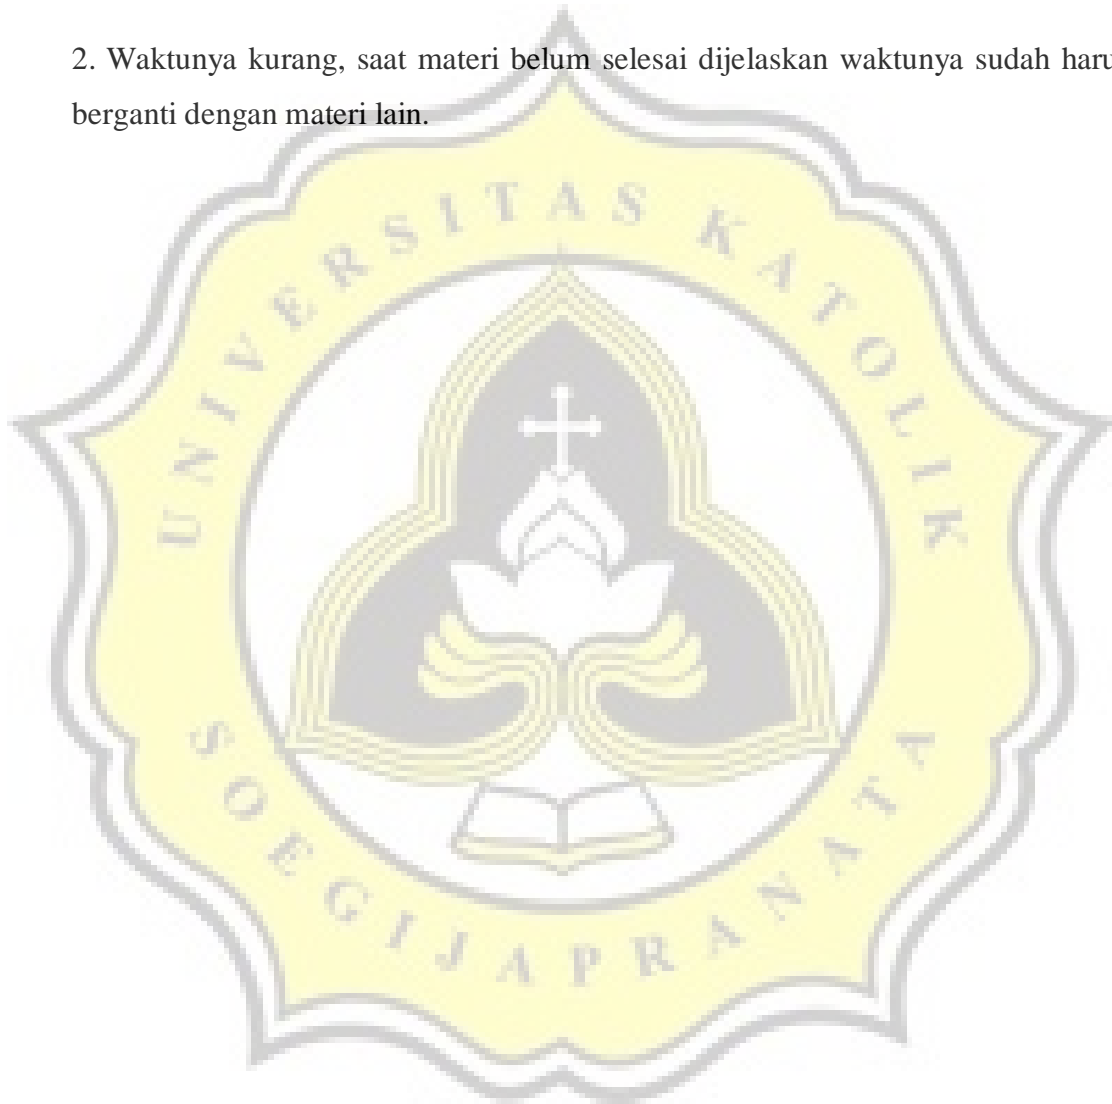 2. Waktunya kurang, saat materi belum selesai dijelaskan waktunya sudah haru
berganti dengan materi lain.
UNIVERSITAS KATOLIK
SOEGIJAPRANATA